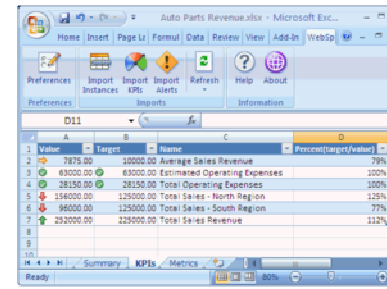 Auto Parts Revenue.xlsx - Microsoft Exc...
Home Insert Page Li Formul Data Review View Add-In WebSp
Preferences Import Instances Import KPIs Import Alerts Refresh Help About
Preferences Imports Information
D11 fx
A B C D
1 Value Target Name Percent(target/value)
2 7875.00 10000.00 Average Sales Revenue 79%
3 63000.00 63000.00 Estimated Operating Expenses 100%
4 28150.00 28150.00 Total Operating Expenses 100%
5 156000.00 125000.00 Total Sales - North Region 125%
6 96000.00 125000.00 Total Sales - South Region 77%
7 252000.00 125000.00 Total Sales Revenue 112%
8
9
10
Summary KPIs Metrics
Ready 80%